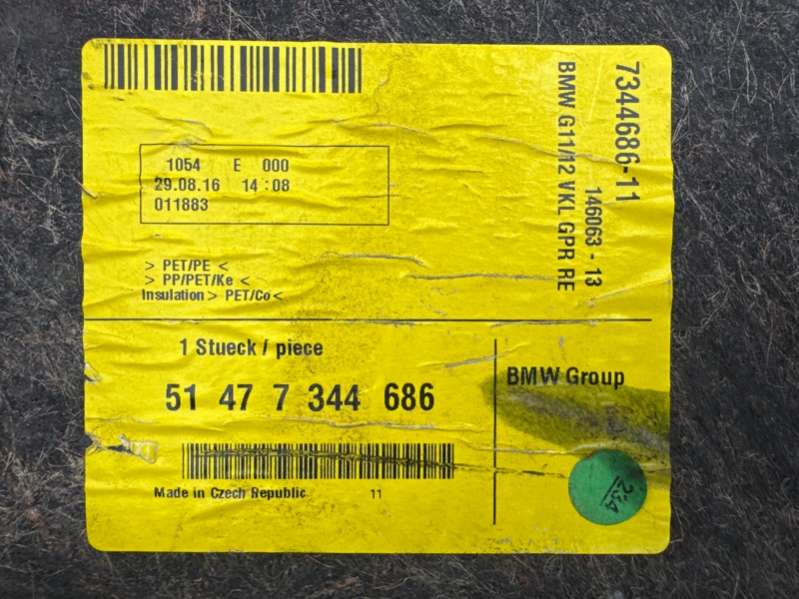 1054 E 000
29.08.16 14:08
011883
> PET/PE <
> PP/PET/Ke <
Insulation > PET/Co <
7344686-11
146063 - 13
BMW G11/12 VKL GPR RE
1 Stueck / piece
51 47 7 344 686
Made in Czech Republic 11
BMW Group
234